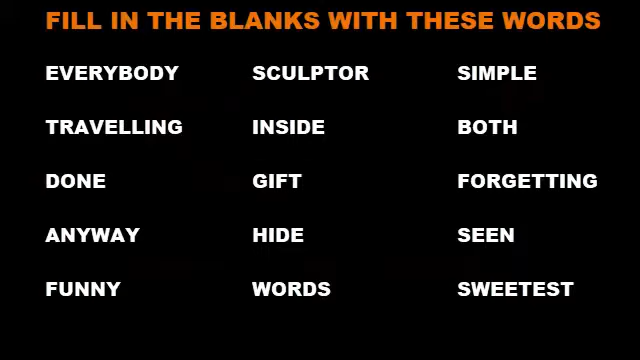 FILL IN THE BLANKS WITH THESE WORDS
EVERYBODY SCULPTOR SIMPLE
TRAVELLING INSIDE BOTH
DONE GIFT FORGETTING
ANYWAY HIDE SEEN
FUNNY WORDS SWEETEST